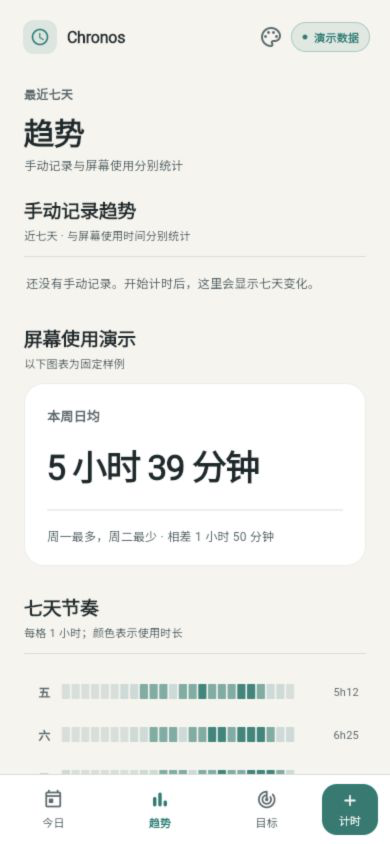 Chronos
演示数据
最近七天
趋势
手动记录与屏幕使用分别统计
手动记录趋势
近七天 · 与屏幕使用时间分别统计
还没有手动记录。开始计时后，这里会显示七天变化。
屏幕使用演示
以下图表为固定样例
本周日均
5 小时 39 分钟
周一最多，周二最少 · 相差 1 小时 50 分钟
七天节奏
每格 1 小时；颜色表示使用时长
五 5h12
六 6h25
今日
趋势
目标
计时